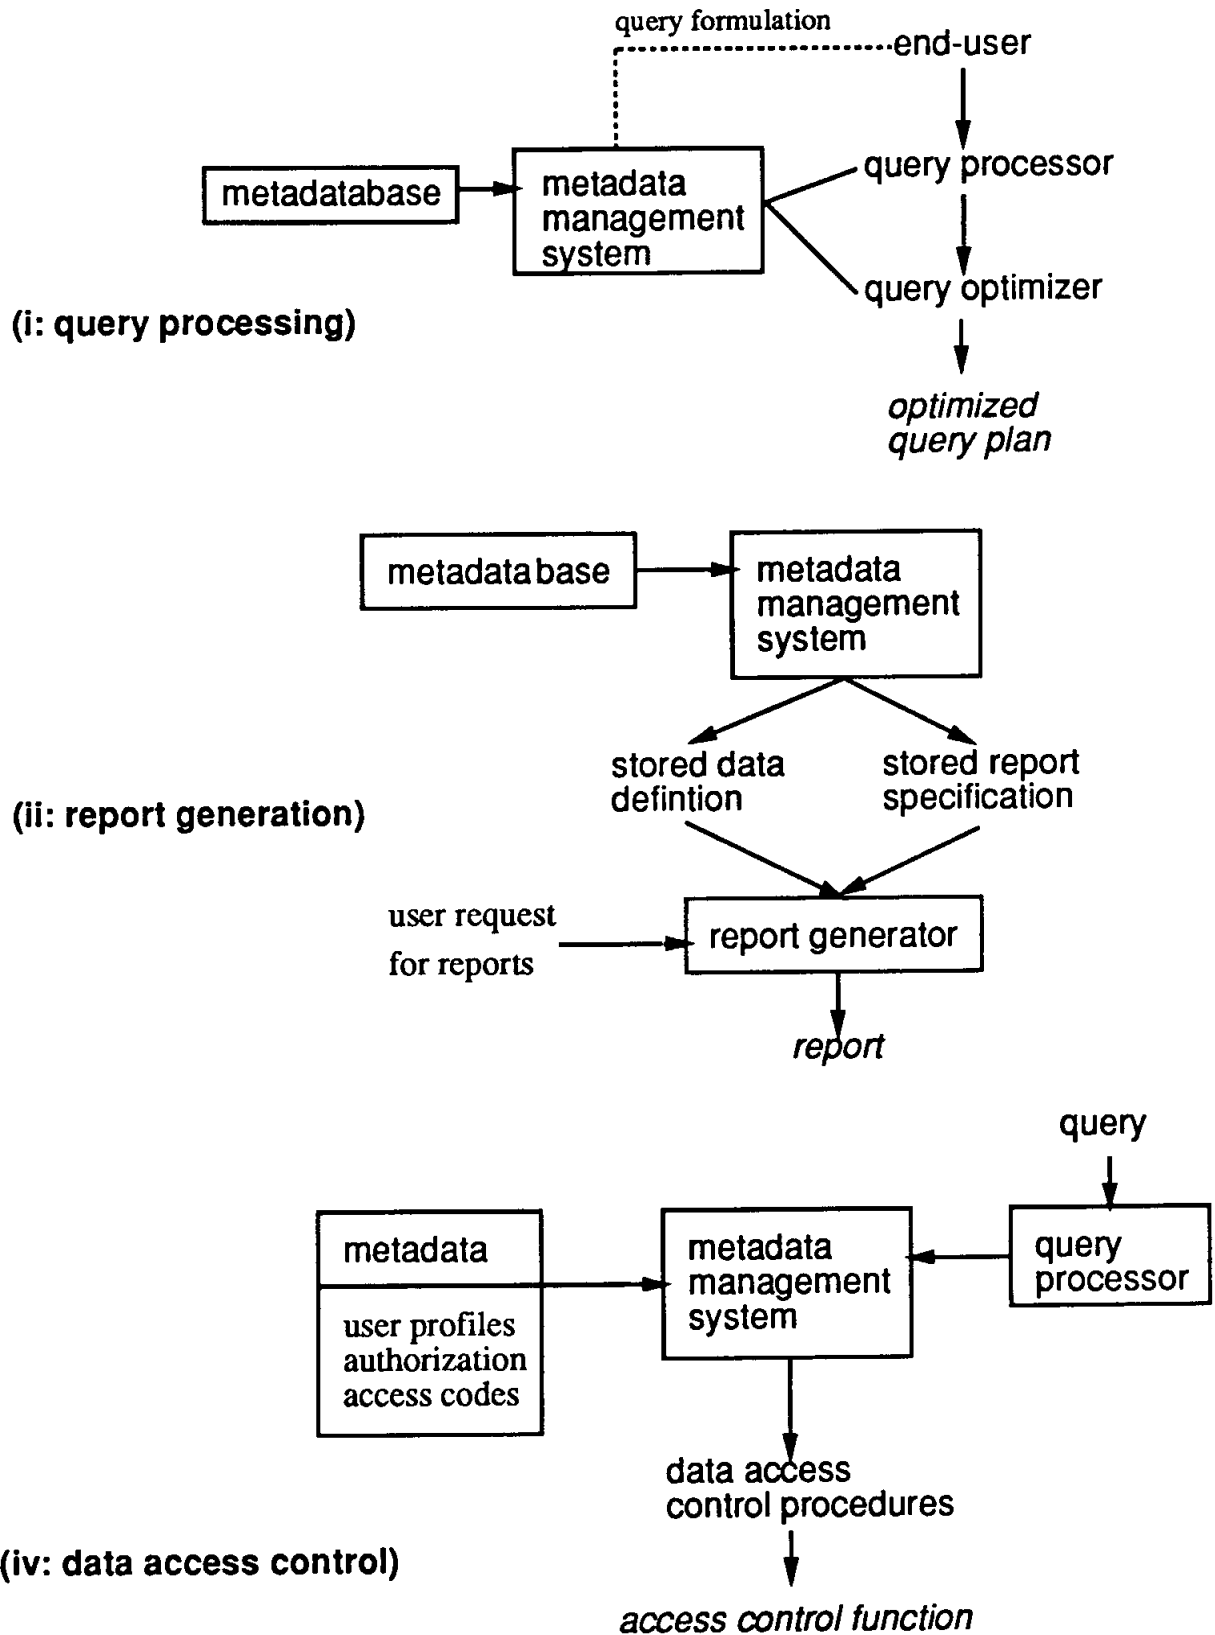 query formulation
end-user
metadatabase
metadata
management
system
query processor
query optimizer
(i: query processing)
optimized
query plan
metadatabase
metadata
management
system
stored data
defintion
stored report
specification
(ii: report generation)
user request
for reports
report generator
report
query
metadata
user profiles
authorization
access codes
metadata
management
system
query
processor
data access
control procedures
(iv: data access control)
access control function